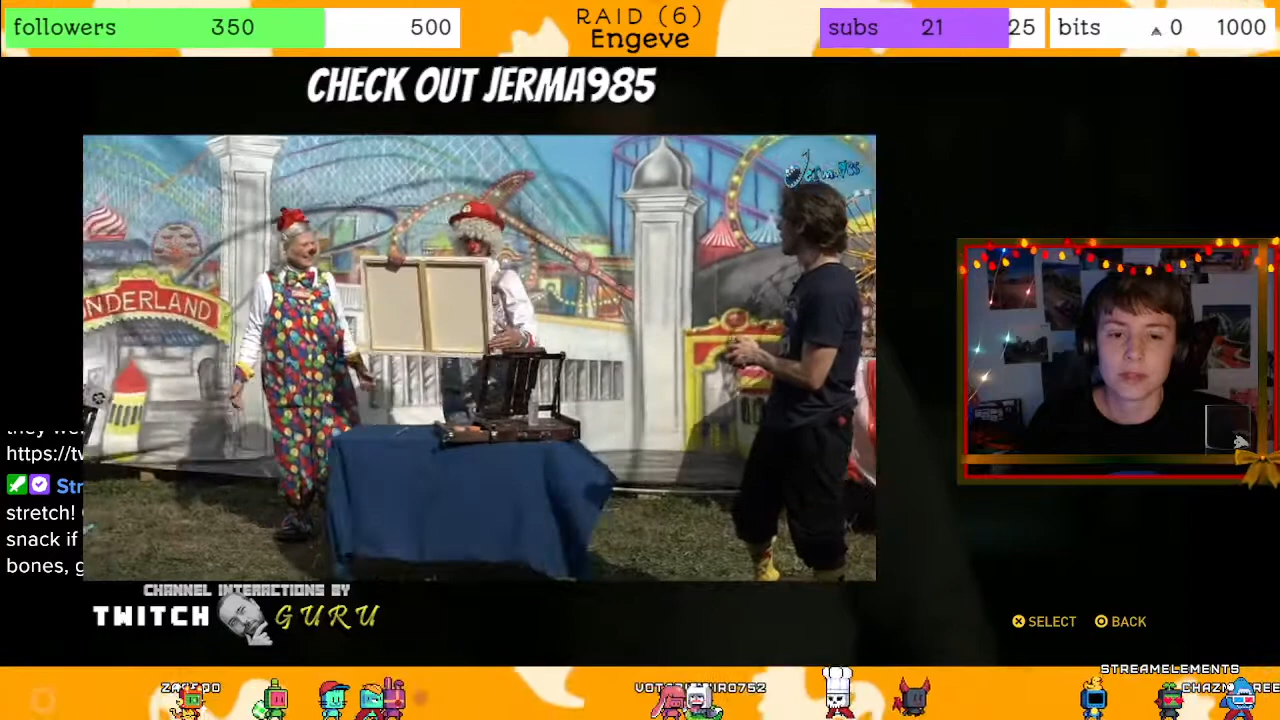 followers 350 500
RAID (6)
Engeve
subs 21 25
bits 0 1000
CHECK OUT JERMA985
NDERLAND
https://tv
Str
stretch!
snack if
bones, g
CHANNEL INTERACTIONS BY
TWITCH GURU
SELECT BACK
STREAMELEMENTS